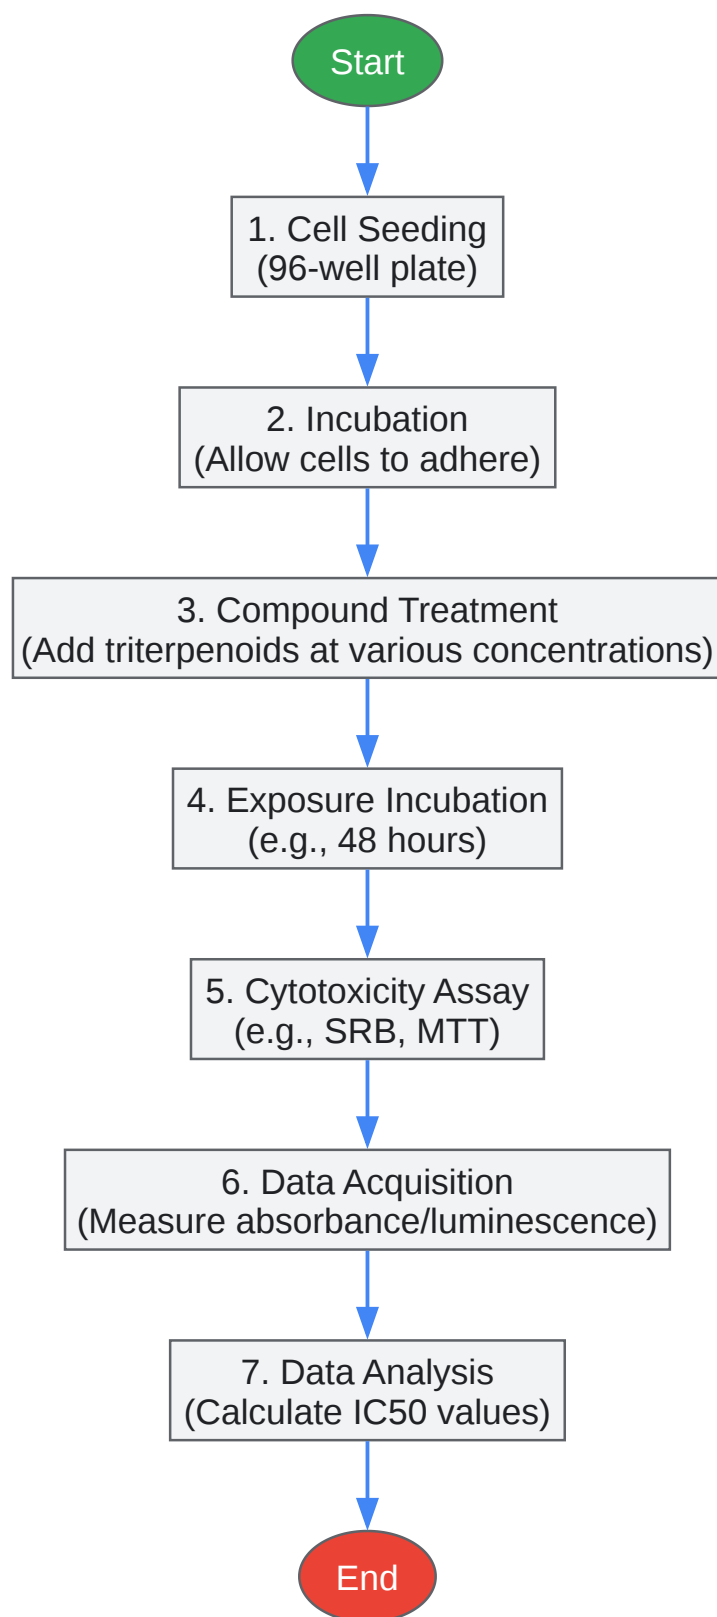 Start
1. Cell Seeding
(96-well plate)
2. Incubation
(Allow cells to adhere)
3. Compound Treatment
(Add triterpenoids at various concentrations)
4. Exposure Incubation
(e.g., 48 hours)
5. Cytotoxicity Assay
(e.g., SRB, MTT)
6. Data Acquisition
(Measure absorbance/luminescence)
7. Data Analysis
(Calculate IC50 values)
End